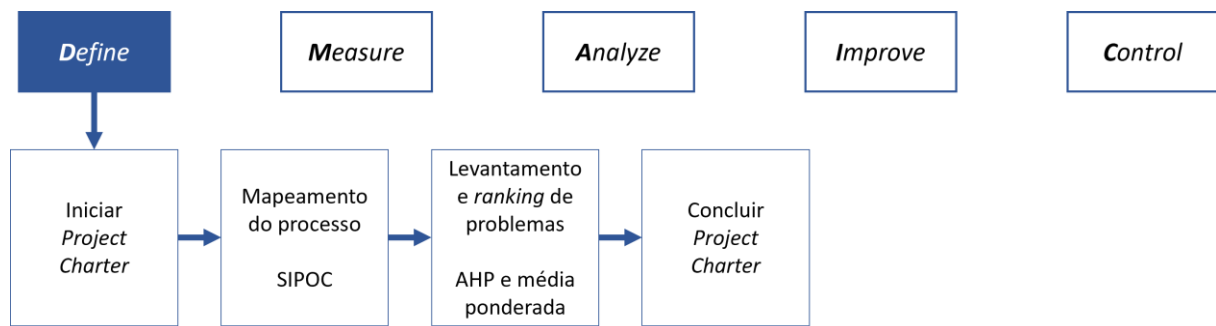 Define
Measure
Analyze
Improve
Control
Iniciar
Project
Charter
Mapeamento
do processo
SIPOC
Levantamento
e ranking de
problemas
AHP e média
ponderada
Concluir
Project
Charter